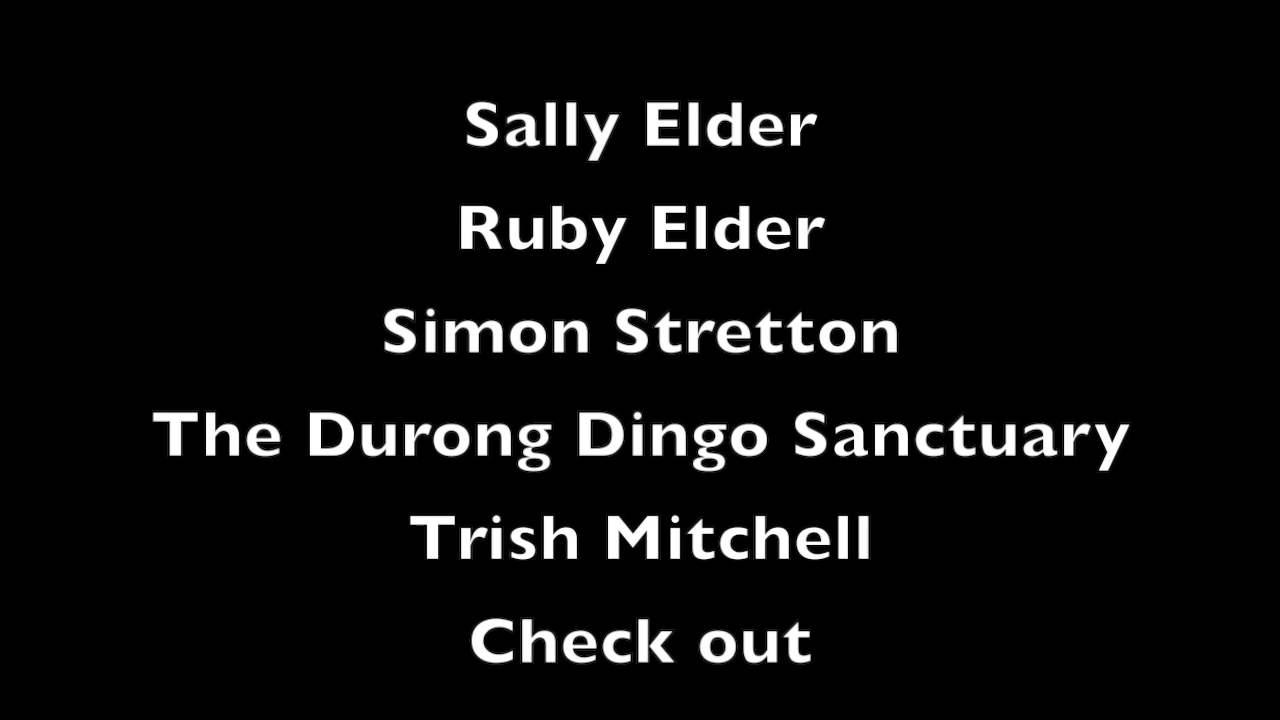 Sally Elder
Ruby Elder
Simon Stretton
The Durong Dingo Sanctuary
Trish Mitchell
Check out